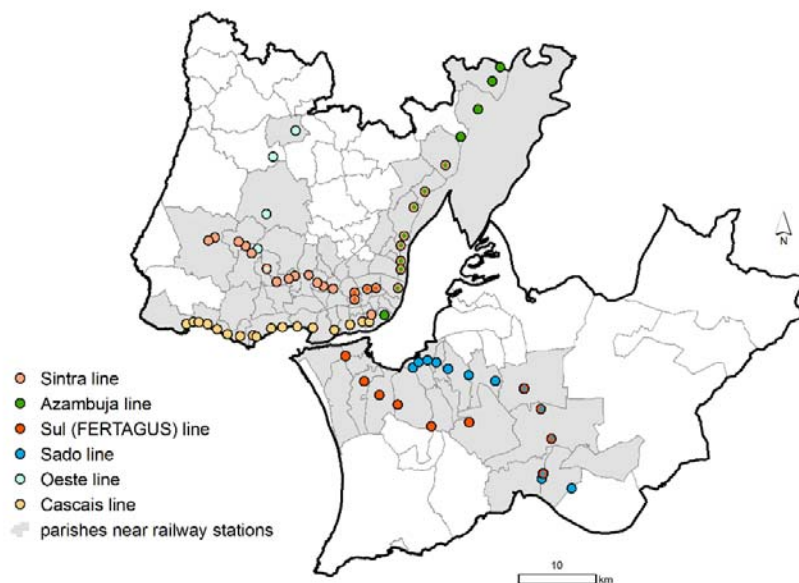 N
Sintra line
Azambuja line
Sul (FERTAGUS) line
Sado line
Oeste line
Cascais line
parishes near railway stations
10
km